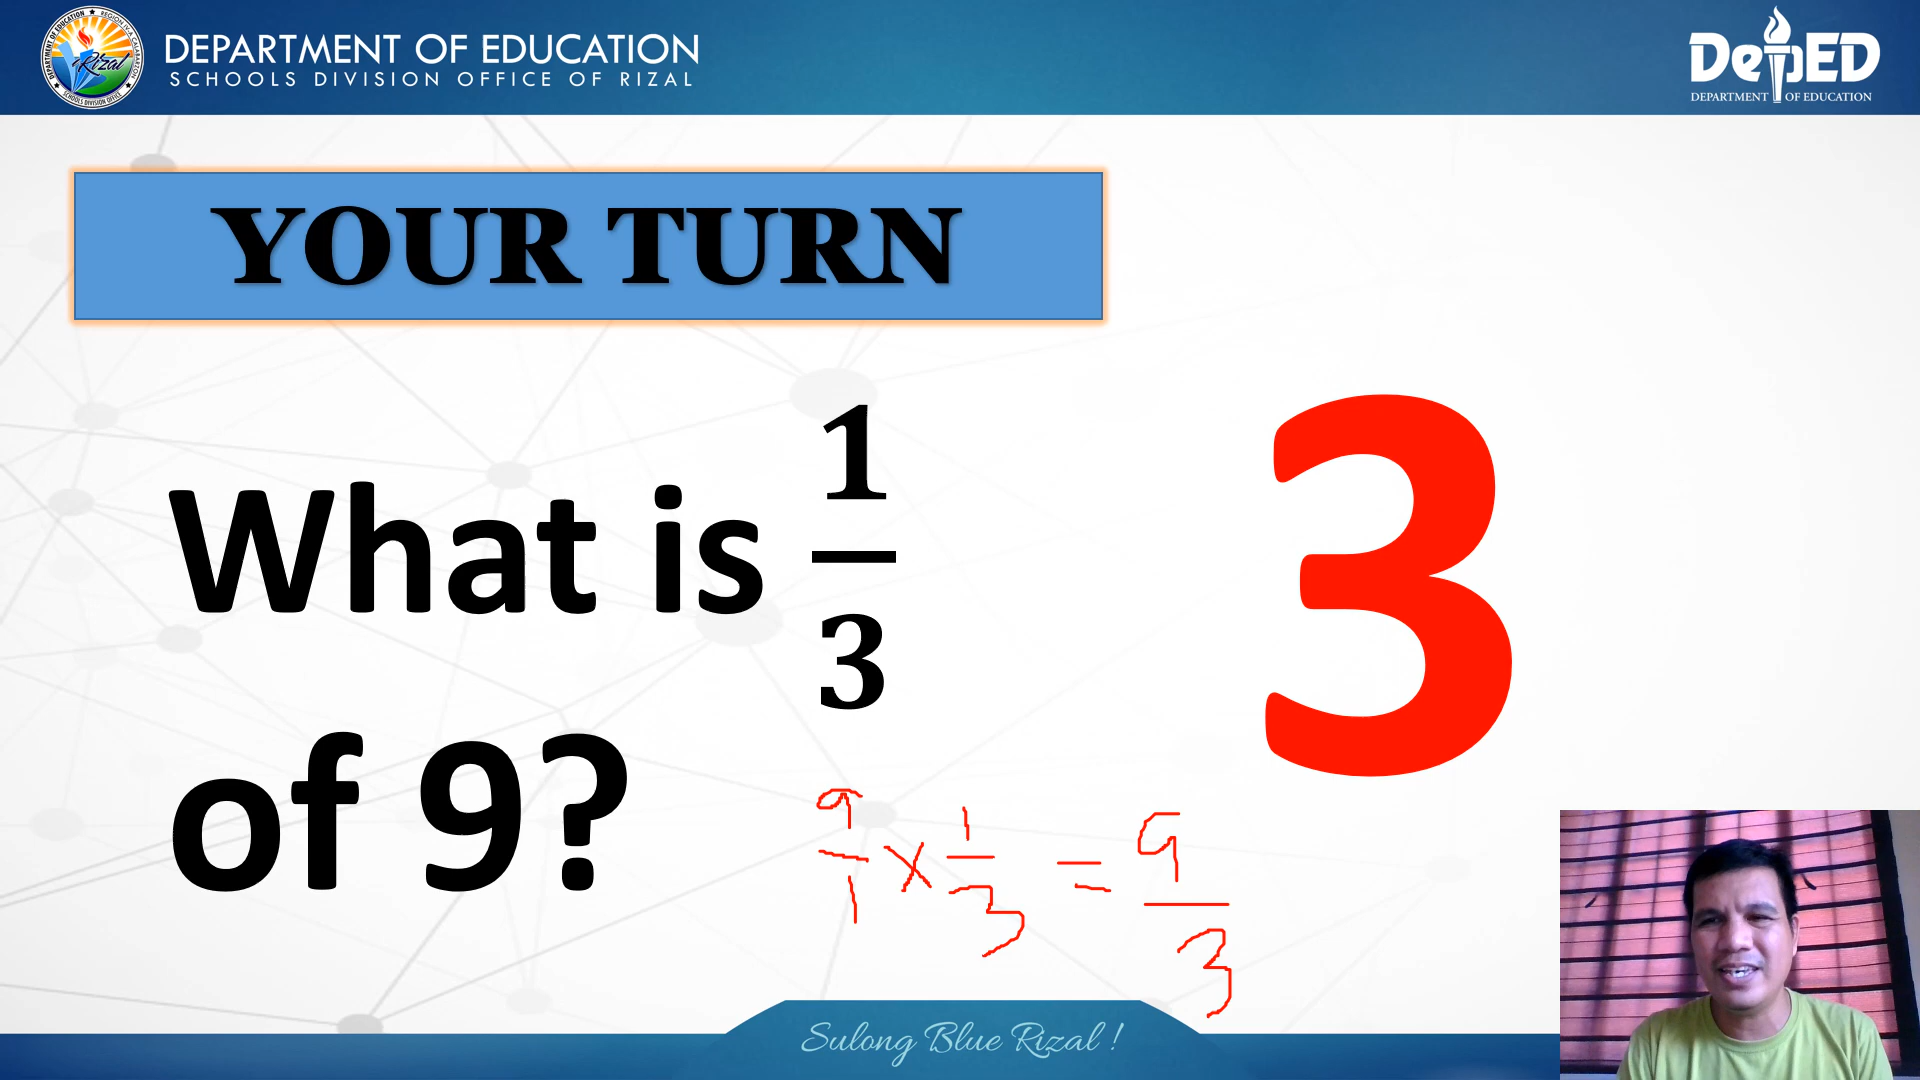 DEPARTMENT OF EDUCATION
SCHOOLS DIVISION OFFICE OF RIZAL
Rizal
DepED
DEPARTMENT OF EDUCATION
YOUR TURN
What is 1/3
of 9?
3
9/1 × 1/3 = 9/3
Sulong Blue Rizal !